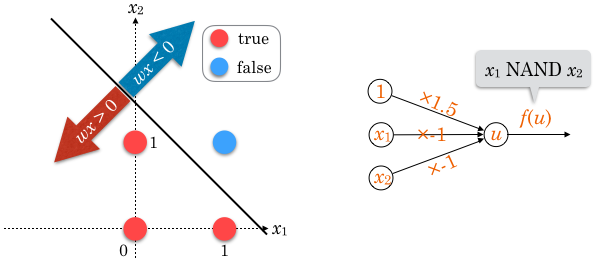 x₂
true
false
wx < 0
wx > 0
1
x₁
0
1
x₁ NAND x₂
1
×1.5
x₁
×-1
u
f(u)
x₂
×-1